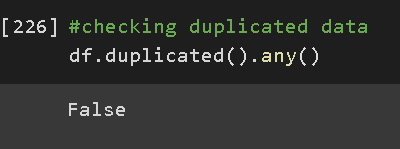 [226] #checking duplicated data
df.duplicated().any()
False